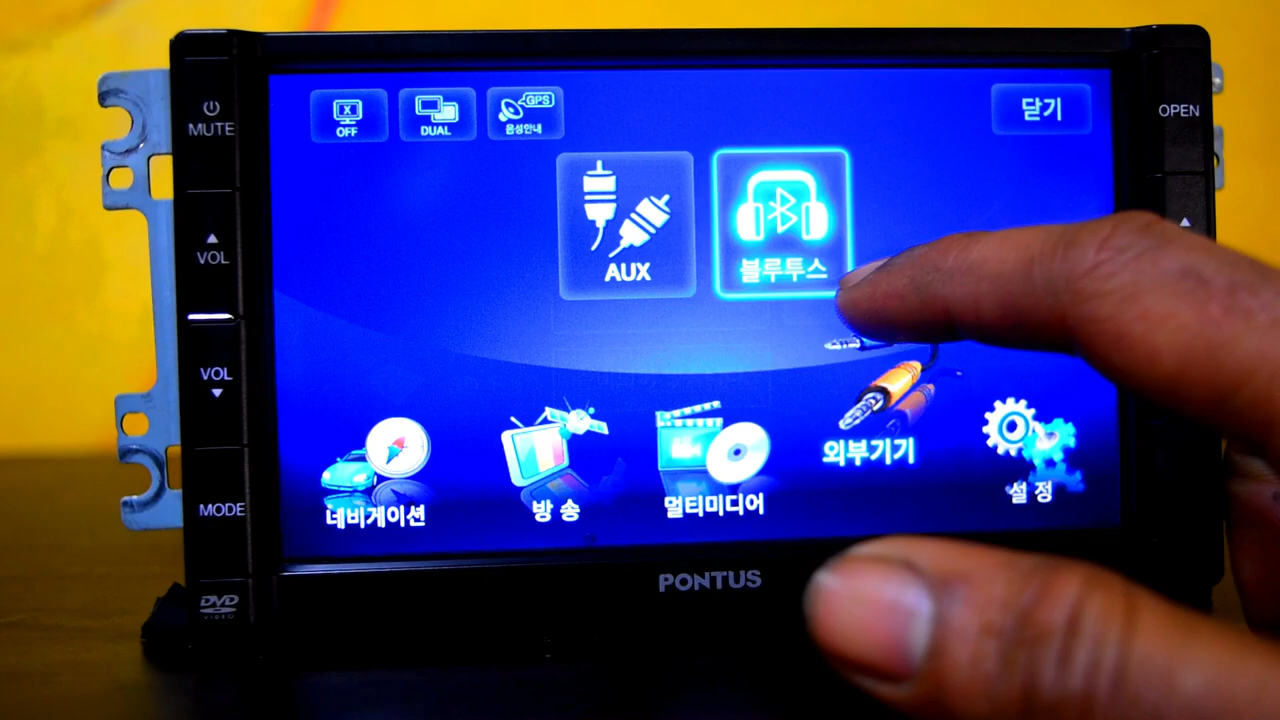 MUTE
VOL
VOL
MODE
DVD
VIDEO
X
OFF
DUAL
GPS
음성안내
닫기
OPEN
AUX
블루투스
네비게이션
방 송
멀티미디어
외부기기
설 정
PONTUS